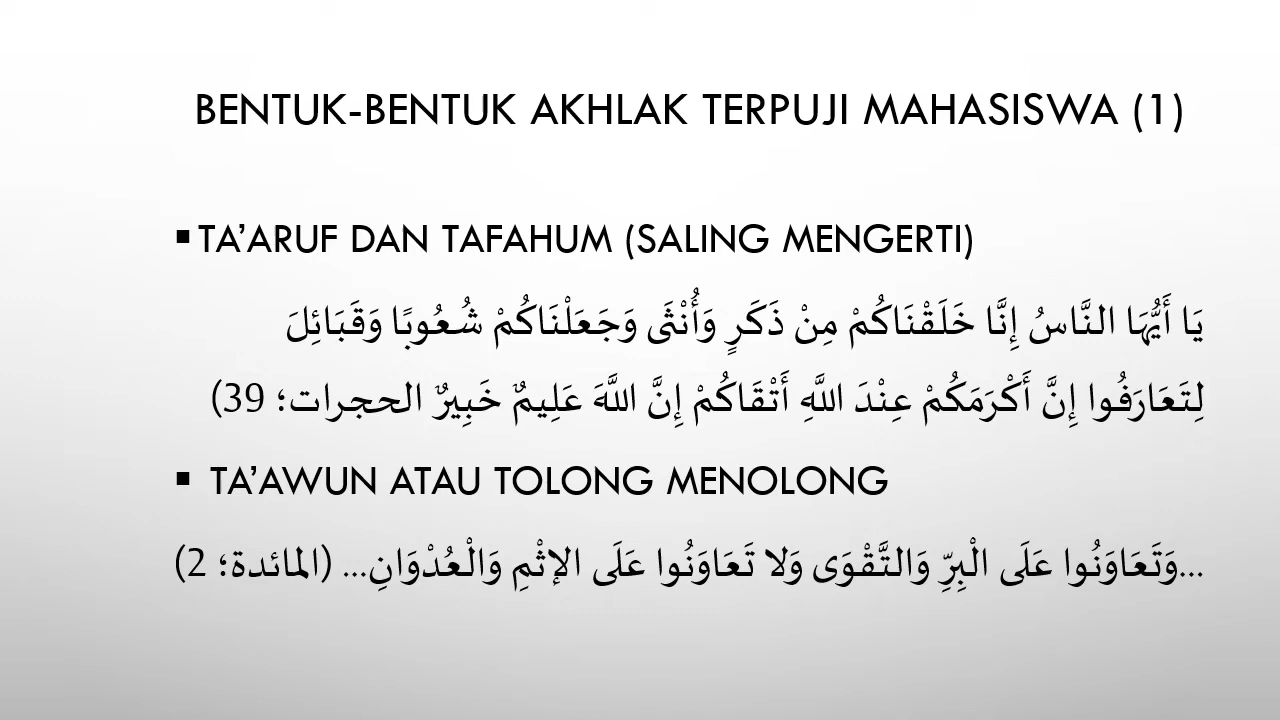 BENTUK-BENTUK AKHLAK TERPUJI MAHASISWA (1)
▪ TA’ARUF DAN TAFAHUM (SALING MENGERTI)
يَا أَيُّهَا النَّاسُ إِنَّا خَلَقْنَاكُمْ مِنْ ذَكَرٍ وَأُنْثَى وَجَعَلْنَاكُمْ شُعُوبًا وَقَبَائِلَ
لِتَعَارَفُوا إِنَّ أَكْرَمَكُمْ عِنْدَ اللَّهِ أَتْقَاكُمْ إِنَّ اللَّهَ عَلِيمٌ خَبِيرٌ الحجرات؛ 39)
▪ TA’AWUN ATAU TOLONG MENOLONG
...وَتَعَاوَنُوا عَلَى الْبِرِّ وَالتَّقْوَى وَلا تَعَاوَنُوا عَلَى الإثْمِ وَالْعُدْوَانِ... (المائدة؛ 2)